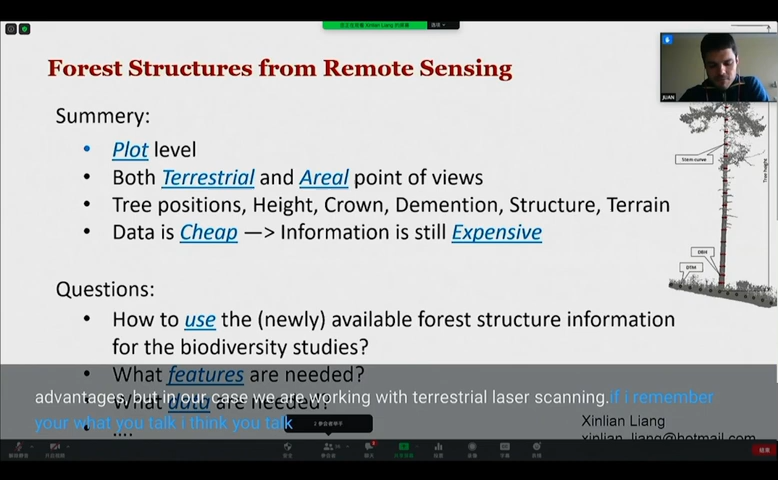 Forest Structures from Remote Sensing
JUAN
Summary:
• Plot level
• Both Terrestrial and Areal point of views
• Tree positions, Height, Crown, Demention, Structure, Terrain
• Data is Cheap —> Information is still Expensive
Stem curve
Tree height
DBH
DTM
Questions:
• How to use the (newly) available forest structure information
for the biodiversity studies?
• What features are needed?
• What data are needed?
• ....
advantages, but in our case we are working with terrestrial laser scanning.if i remember
your what you talk i think you talk
Xinlian Liang
xinlian_liang@hotmail.com